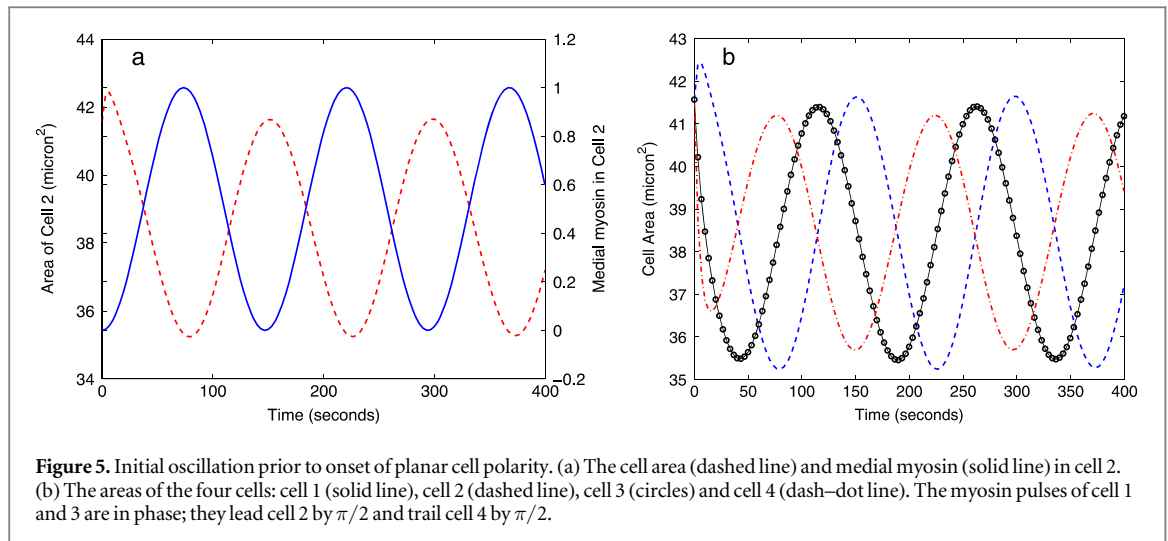 a
44
42
40
38
36
34
Area of Cell 2 (micron²)
1.2
1
0.8
0.6
0.4
0.2
0
−0.2
Medial myosin in Cell 2
0 100 200 300 400
Time (seconds)
b
43
42
41
40
39
38
37
36
35
Cell Area (micron²)
0 50 100 150 200 250 300 350 400
Time (seconds)
Figure 5. Initial oscillation prior to onset of planar cell polarity. (a) The cell area (dashed line) and medial myosin (solid line) in cell 2.
(b) The areas of the four cells: cell 1 (solid line), cell 2 (dashed line), cell 3 (circles) and cell 4 (dash–dot line). The myosin pulses of cell 1
and 3 are in phase; they lead cell 2 by π/2 and trail cell 4 by π/2.